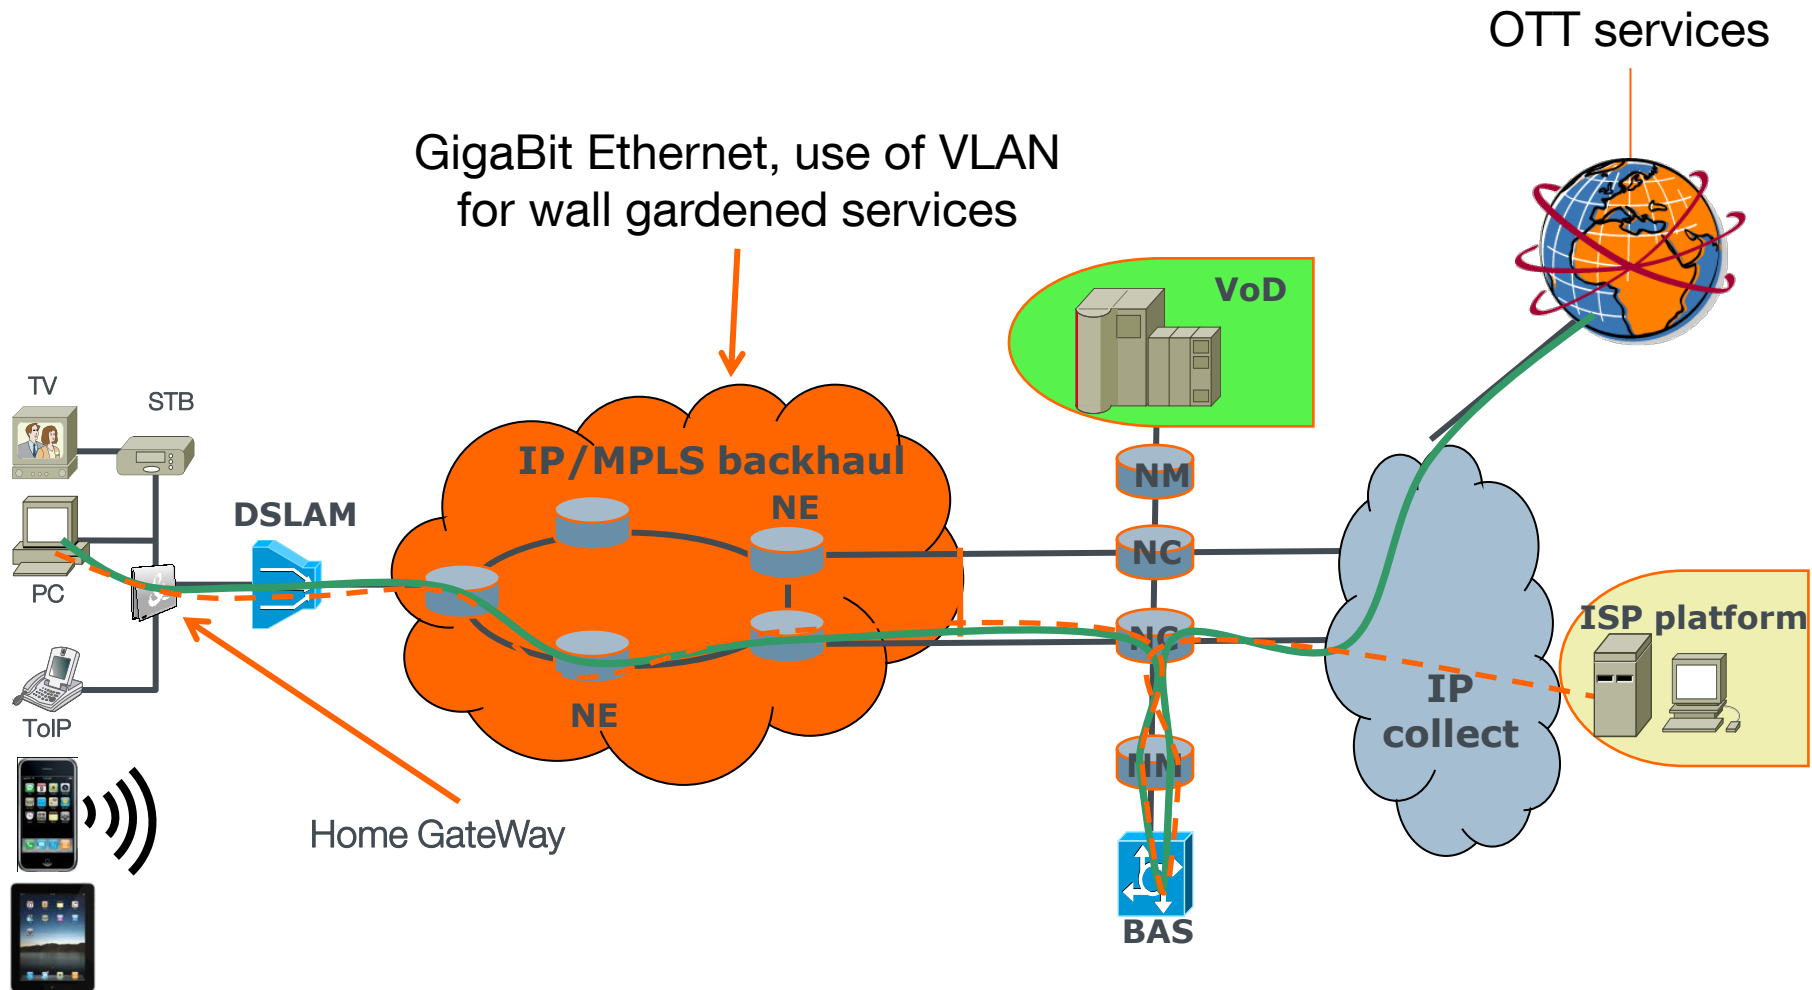 OTT services
GigaBit Ethernet, use of VLAN
for wall gardened services
VoD
TV
STB
IP/MPLS backhaul
NM
NE
DSLAM
NC
PC
ISP platform
NC
IP
collect
NE
ToIP
NM
Home GateWay
BAS